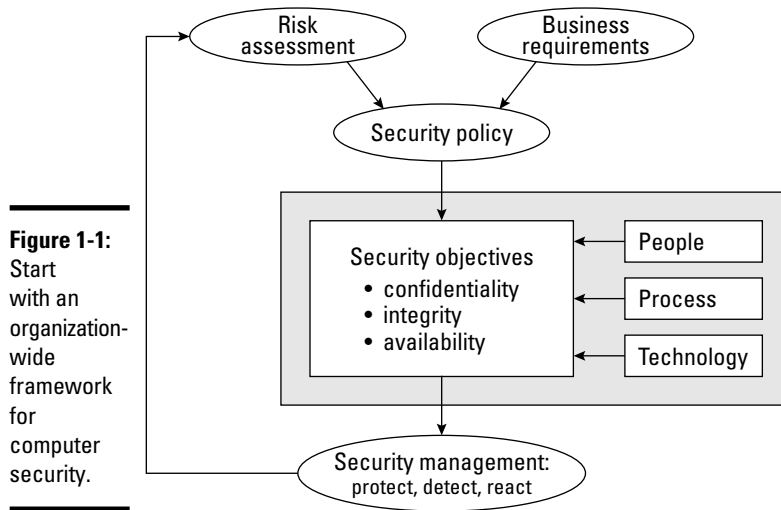 Risk
assessment
Business
requirements
Security policy
Figure 1-1:
Start
with an
organization-
wide
framework
for
computer
security.
Security objectives
• confidentiality
• integrity
• availability
People
Process
Technology
Security management:
protect, detect, react